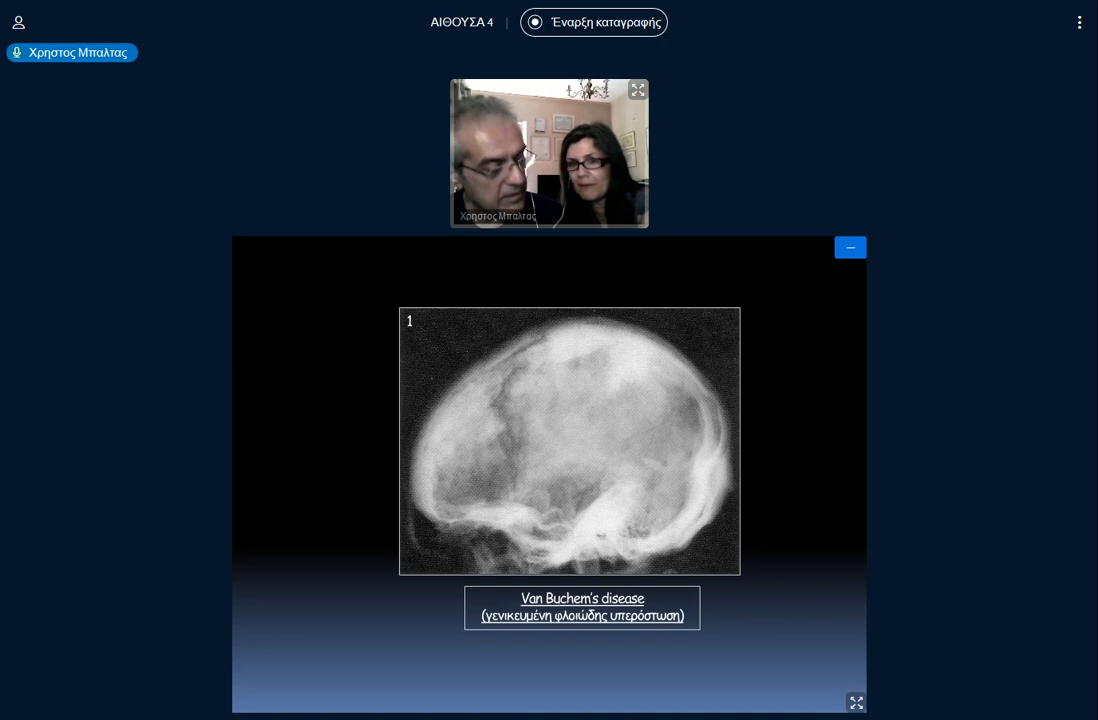 ΑΙΘΟΥΣΑ 4
Έναρξη καταγραφής
Χρηστος Μπαλτας
Χρηστος Μπαλτας
1
Van Buchem's disease
(γενικευμένη φλοιώδης υπερόστωση)